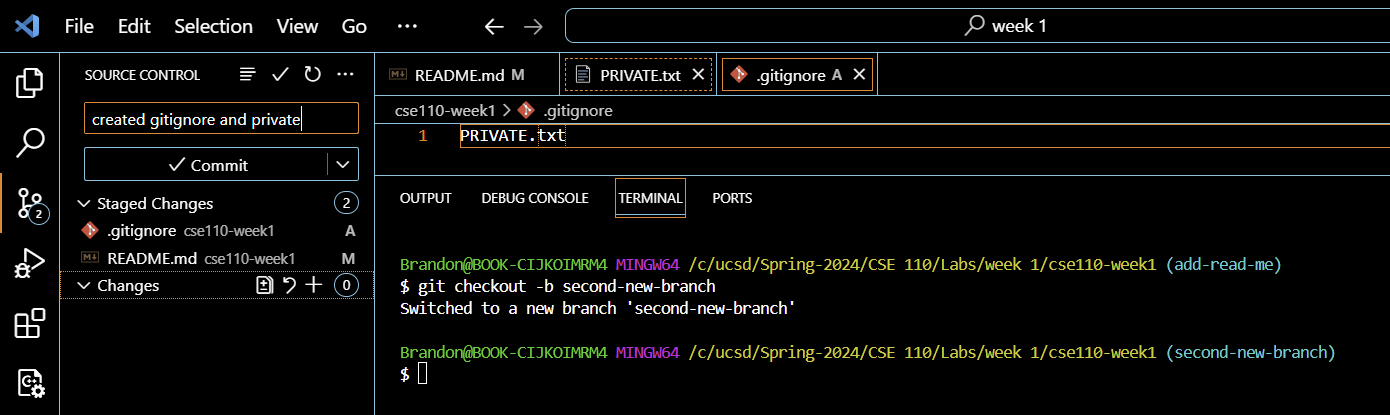 File Edit Selection View Go ··· week 1
SOURCE CONTROL
created gitignore and private
Commit
Staged Changes 2
.gitignore cse110-week1 A
README.md cse110-week1 M
Changes 0
2
README.md M PRIVATE.txt .gitignore A
cse110-week1 > .gitignore
1 PRIVATE.txt
OUTPUT DEBUG CONSOLE TERMINAL PORTS
Brandon@BOOK-CIJKOIMRM4 MINGW64 /c/ucsd/Spring-2024/CSE 110/Labs/week 1/cse110-week1 (add-read-me)
$ git checkout -b second-new-branch
Switched to a new branch 'second-new-branch'
Brandon@BOOK-CIJKOIMRM4 MINGW64 /c/ucsd/Spring-2024/CSE 110/Labs/week 1/cse110-week1 (second-new-branch)
$